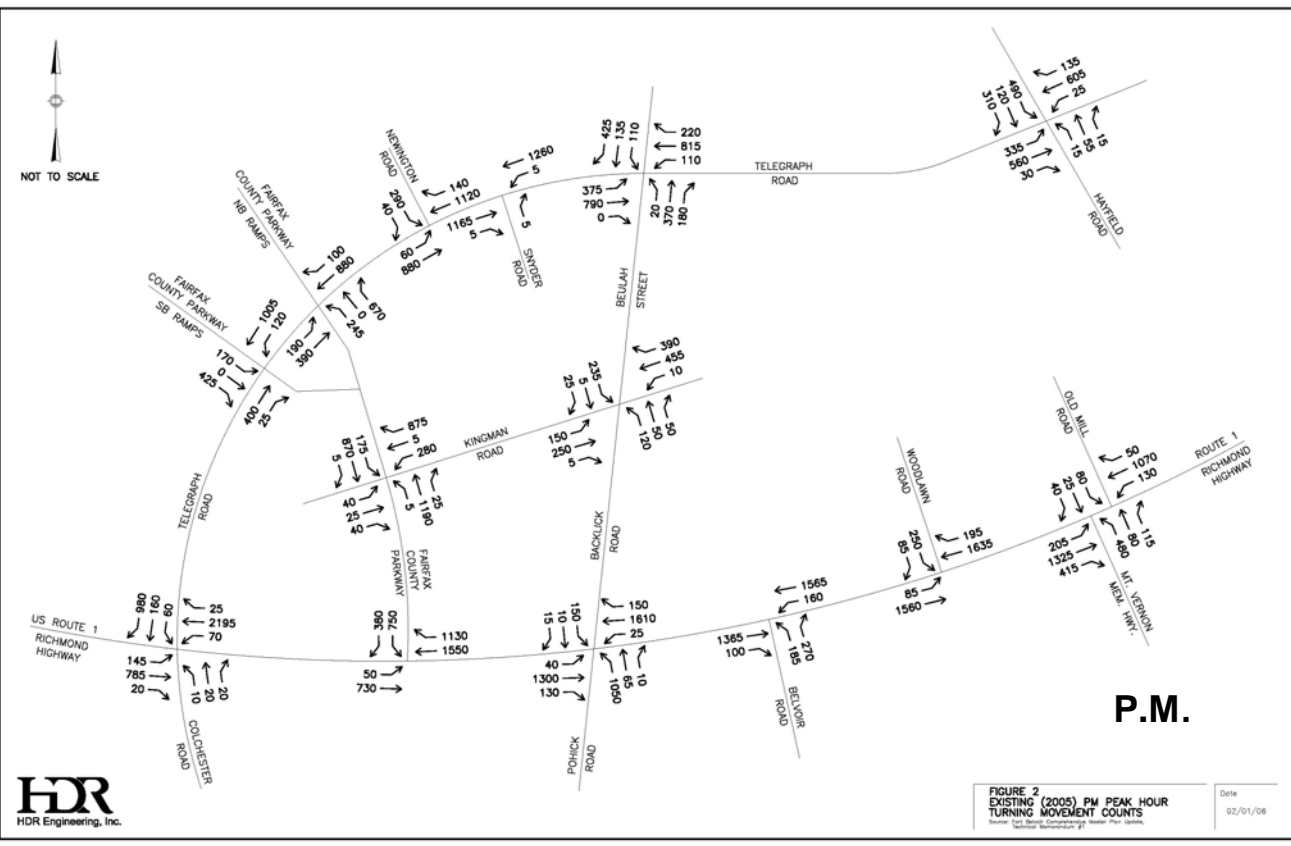 NOT TO SCALE
135
605
25
490
120
310
335
560
30
15
55
15
HAYFIELD
ROAD
TELEGRAPH
ROAD
425
135
110
220
815
110
375
790
0
20
370
180
BEULAH
STREET
1260
5
1165
5
5
SNYDER
ROAD
NEWINGTON
ROAD
140
1120
290
40
60
880
FAIRFAX
COUNTY PARKWAY
NB RAMPS
100
880
190
390
245
0
670
FAIRFAX
COUNTY PARKWAY
SB RAMPS
1005
120
170
0
425
400
25
TELEGRAPH
ROAD
5
870
175
875
5
280
40
25
40
5
1190
25
KINGMAN
ROAD
25
5
235
390
455
10
150
250
5
120
50
50
FAIRFAX
COUNTY
PARKWAY
BACKLICK
ROAD
OLD MILL
ROAD
ROUTE 1
RICHMOND
HIGHWAY
40
25
80
50
1070
130
205
1325
415
480
80
115
MT. VERNON
MEM. HWY.
WOODLAWN
ROAD
85
250
195
1635
85
1560
1565
160
1365
100
185
270
BELVOIR
ROAD
15
10
150
150
1610
25
40
1300
130
1050
65
10
POHICK
ROAD
380
750
1130
1550
50
730
US ROUTE 1
RICHMOND
HIGHWAY
980
160
60
25
2195
70
145
785
20
10
20
20
COLCHESTER
ROAD
P.M.
HDR
HDR Engineering, Inc.
FIGURE 2
EXISTING (2005) PM PEAK HOUR
TURNING MOVEMENT COUNTS
Source: Fort Belvoir Comprehensive Master Plan Update,
Technical Memorandum #1
Date
02/01/06